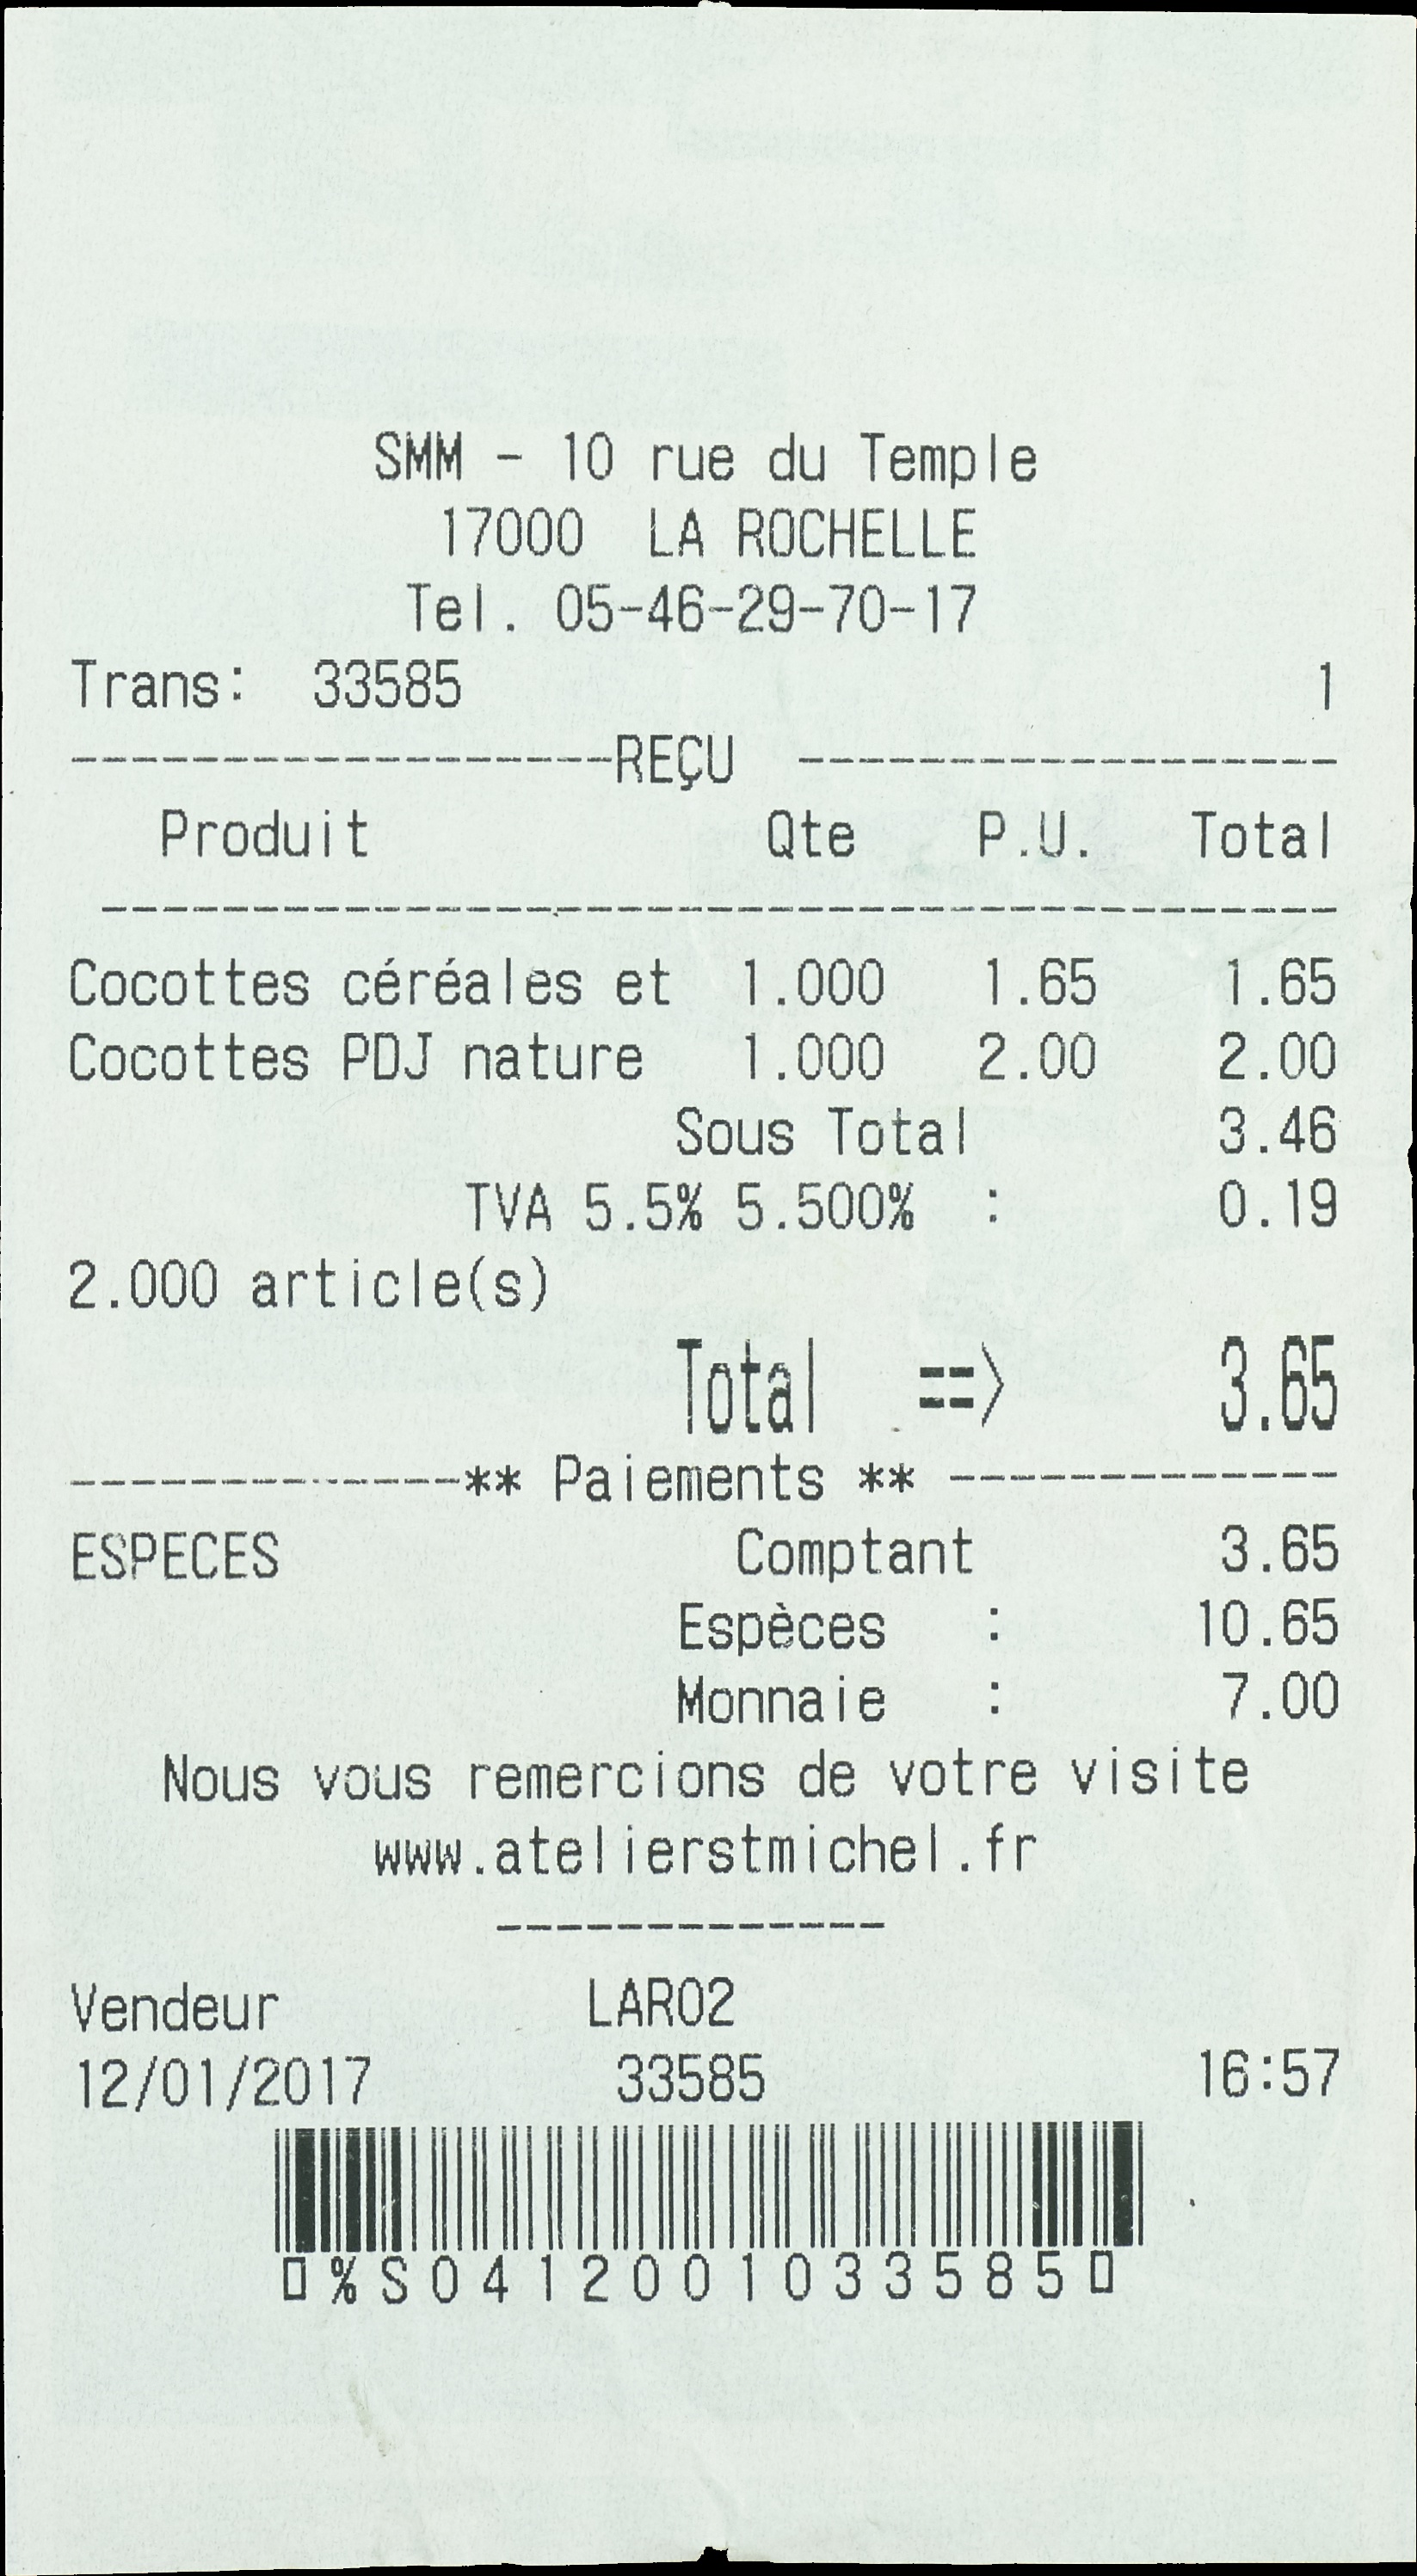 SMM - 10 rue du Temple
17000 LA ROCHELLE
Tel. 05-46-29-70-17
Trans: 33585 1
------------------REÇU ------------------
Produit Qte P.U. Total
-----------------------------------------
Cocottes céréales et 1.000 1.65 1.65
Cocottes PDJ nature 1.000 2.00 2.00
Sous Total 3.46
TVA 5.5% 5.500% : 0.19
2.000 article(s)
Total ==> 3.65
-------------** Paiements ** -------------
ESPECES Comptant 3.65
Espèces : 10.65
Monnaie : 7.00
Nous vous remercions de votre visite
www.atelierstmichel.fr
-------------
Vendeur LAR02
12/01/2017 33585 16:57
▯%S0412001033585▯